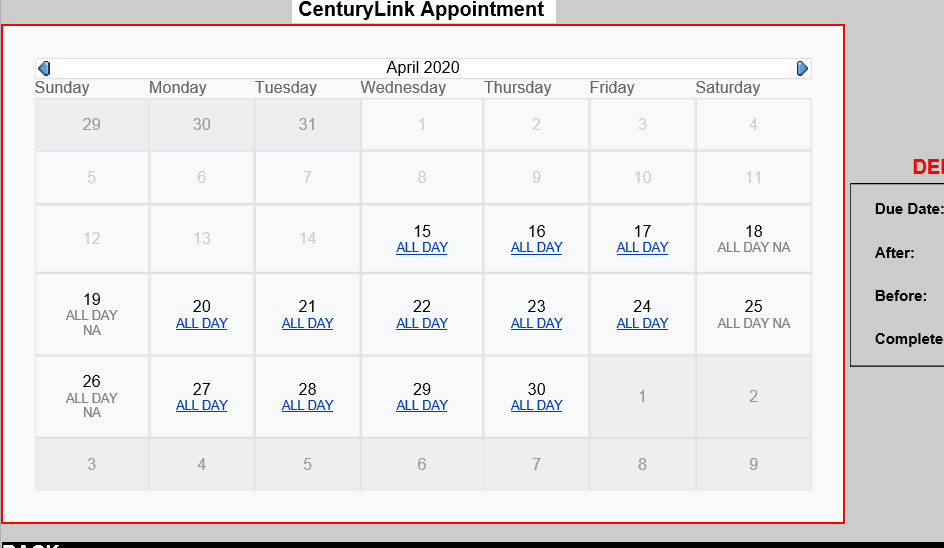 CenturyLink Appointment
April 2020
Sunday Monday Tuesday Wednesday Thursday Friday Saturday
29 30 31 1 2 3 4
5 6 7 8 9 10 11
12 13 14 15 16 17 18
ALL DAY ALL DAY ALL DAY ALL DAY NA
19 20 21 22 23 24 25
ALL DAY NA ALL DAY ALL DAY ALL DAY ALL DAY ALL DAY ALL DAY NA
26 27 28 29 30 1 2
ALL DAY NA ALL DAY ALL DAY ALL DAY ALL DAY
3 4 5 6 7 8 9
Due Date:
After:
Before: